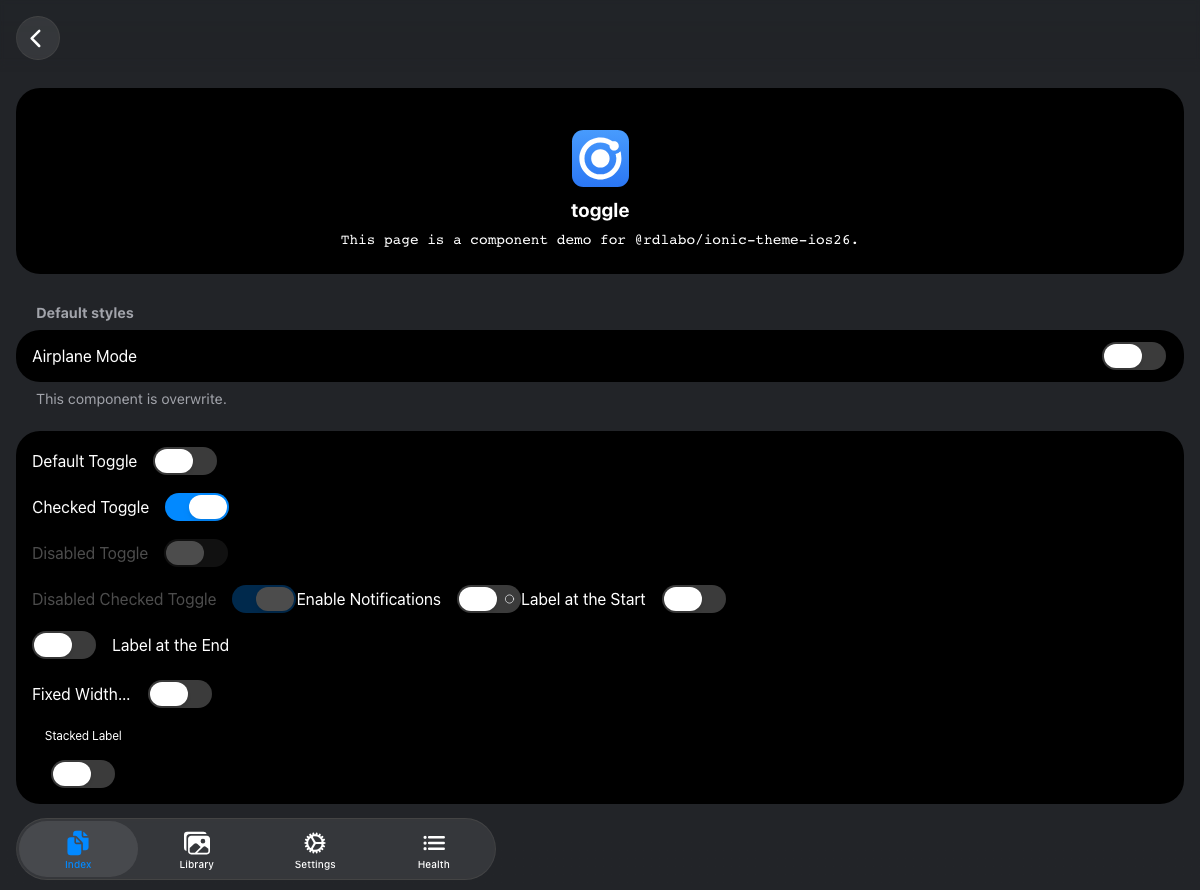 toggle
This page is a component demo for @rdlabo/ionic-theme-ios26.
Default styles
Airplane Mode
This component is overwrite.
Default Toggle
Checked Toggle
Disabled Toggle
Disabled Checked Toggle Enable Notifications Label at the Start
Label at the End
Fixed Width...
Stacked Label
Index Library Settings Health